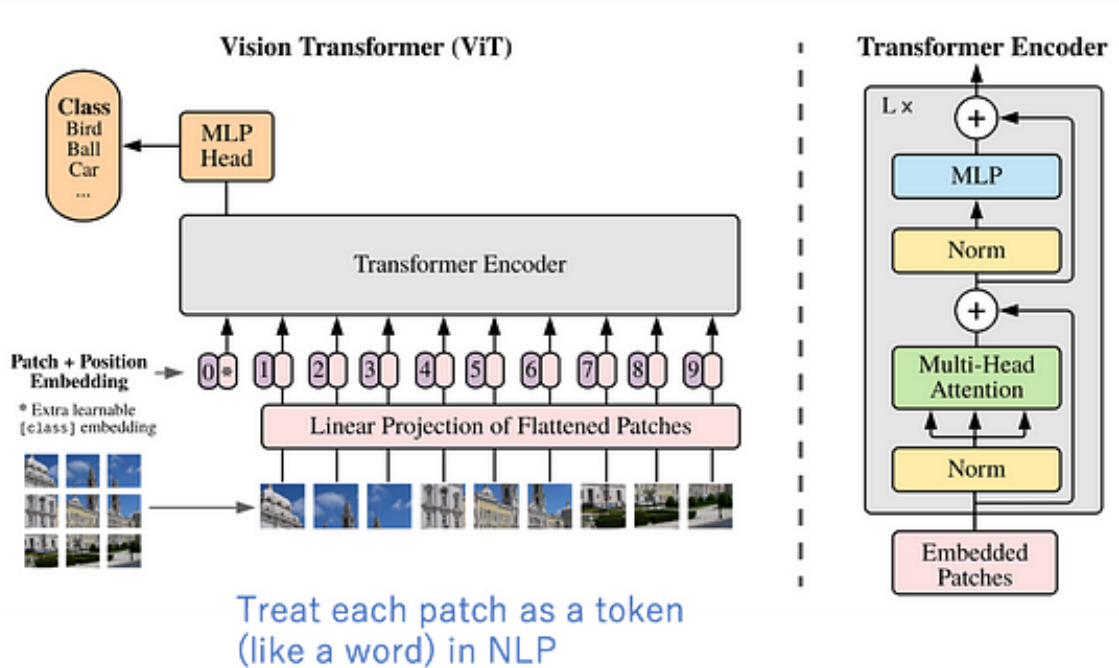 Vision Transformer (ViT)
Class
Bird
Ball
Car
...
MLP
Head
Transformer Encoder
Patch + Position
Embedding
* Extra learnable
[class] embedding
0 * 1 2 3 4 5 6 7 8 9
Linear Projection of Flattened Patches
Treat each patch as a token
(like a word) in NLP
Transformer Encoder
L ×
+
MLP
Norm
+
Multi-Head
Attention
Norm
Embedded
Patches